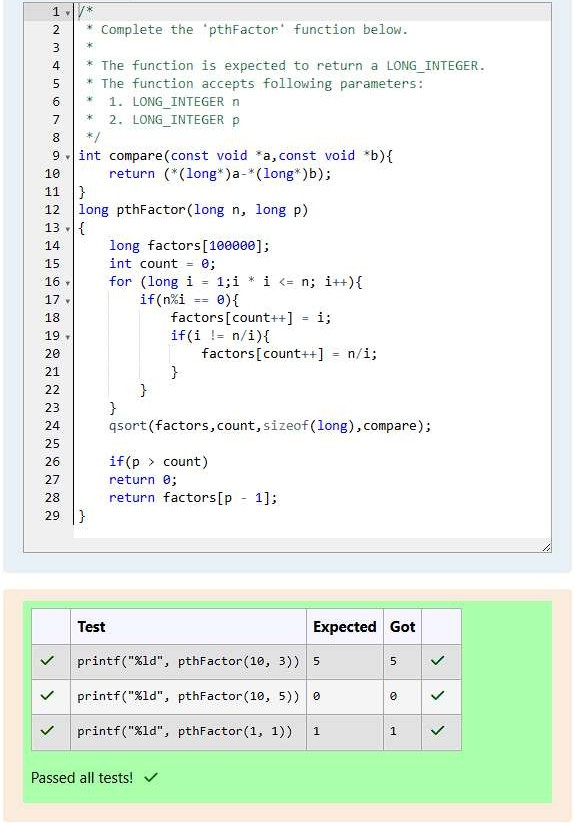 1 /*
2  * Complete the 'pthFactor' function below.
3  *
4  * The function is expected to return a LONG_INTEGER.
5  * The function accepts following parameters:
6  *  1. LONG_INTEGER n
7  *  2. LONG_INTEGER p
8  */
9 int compare(const void *a,const void *b){
10     return (*(long*)a-*(long*)b);
11 }
12 long pthFactor(long n, long p)
13 {
14     long factors[100000];
15     int count = 0;
16     for (long i = 1;i * i <= n; i++){
17         if(n%i == 0){
18             factors[count++] = i;
19             if(i != n/i){
20                 factors[count++] = n/i;
21             }
22         }
23     }
24     qsort(factors,count,sizeof(long),compare);
25
26     if(p > count)
27     return 0;
28     return factors[p - 1];
29 }
Test Expected Got
printf("%ld", pthFactor(10, 3)) 5 5
printf("%ld", pthFactor(10, 5)) 0 0
printf("%ld", pthFactor(1, 1)) 1 1
Passed all tests!